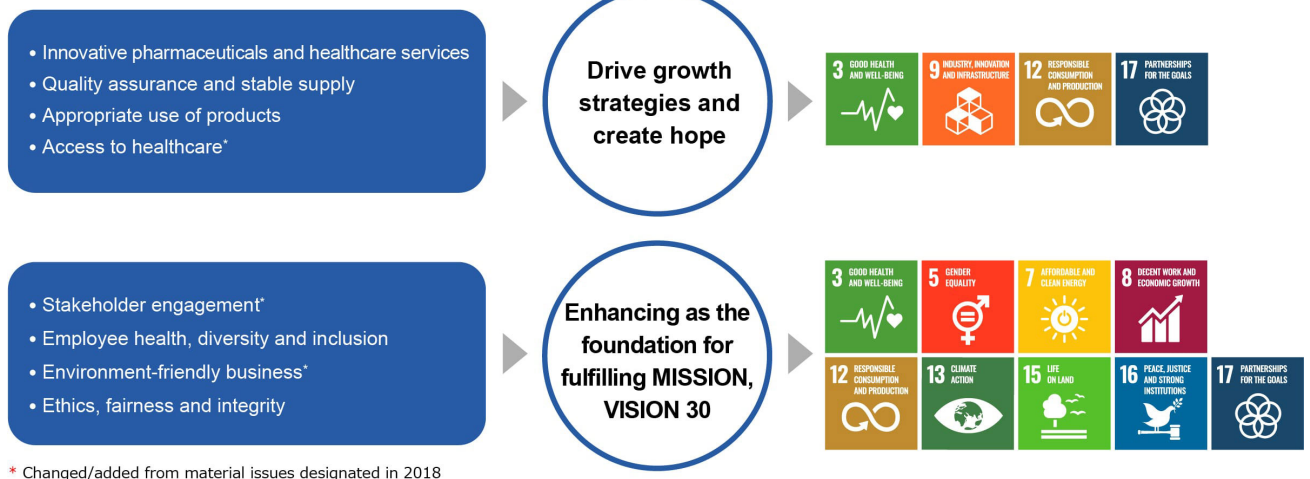 • Innovative pharmaceuticals and healthcare services
• Quality assurance and stable supply
• Appropriate use of products
• Access to healthcare*
Drive growth
strategies and
create hope
3 GOOD HEALTH
AND WELL-BEING
9 INDUSTRY, INNOVATION
AND INFRASTRUCTURE
12 RESPONSIBLE
CONSUMPTION
AND PRODUCTION
17 PARTNERSHIPS
FOR THE GOALS
• Stakeholder engagement*
• Employee health, diversity and inclusion
• Environment-friendly business*
• Ethics, fairness and integrity
Enhancing as the
foundation for
fulfilling MISSION,
VISION 30
3 GOOD HEALTH
AND WELL-BEING
5 GENDER
EQUALITY
7 AFFORDABLE AND
CLEAN ENERGY
8 DECENT WORK AND
ECONOMIC GROWTH
12 RESPONSIBLE
CONSUMPTION
AND PRODUCTION
13 CLIMATE
ACTION
15 LIFE
ON LAND
16 PEACE, JUSTICE
AND STRONG
INSTITUTIONS
17 PARTNERSHIPS
FOR THE GOALS
* Changed/added from material issues designated in 2018